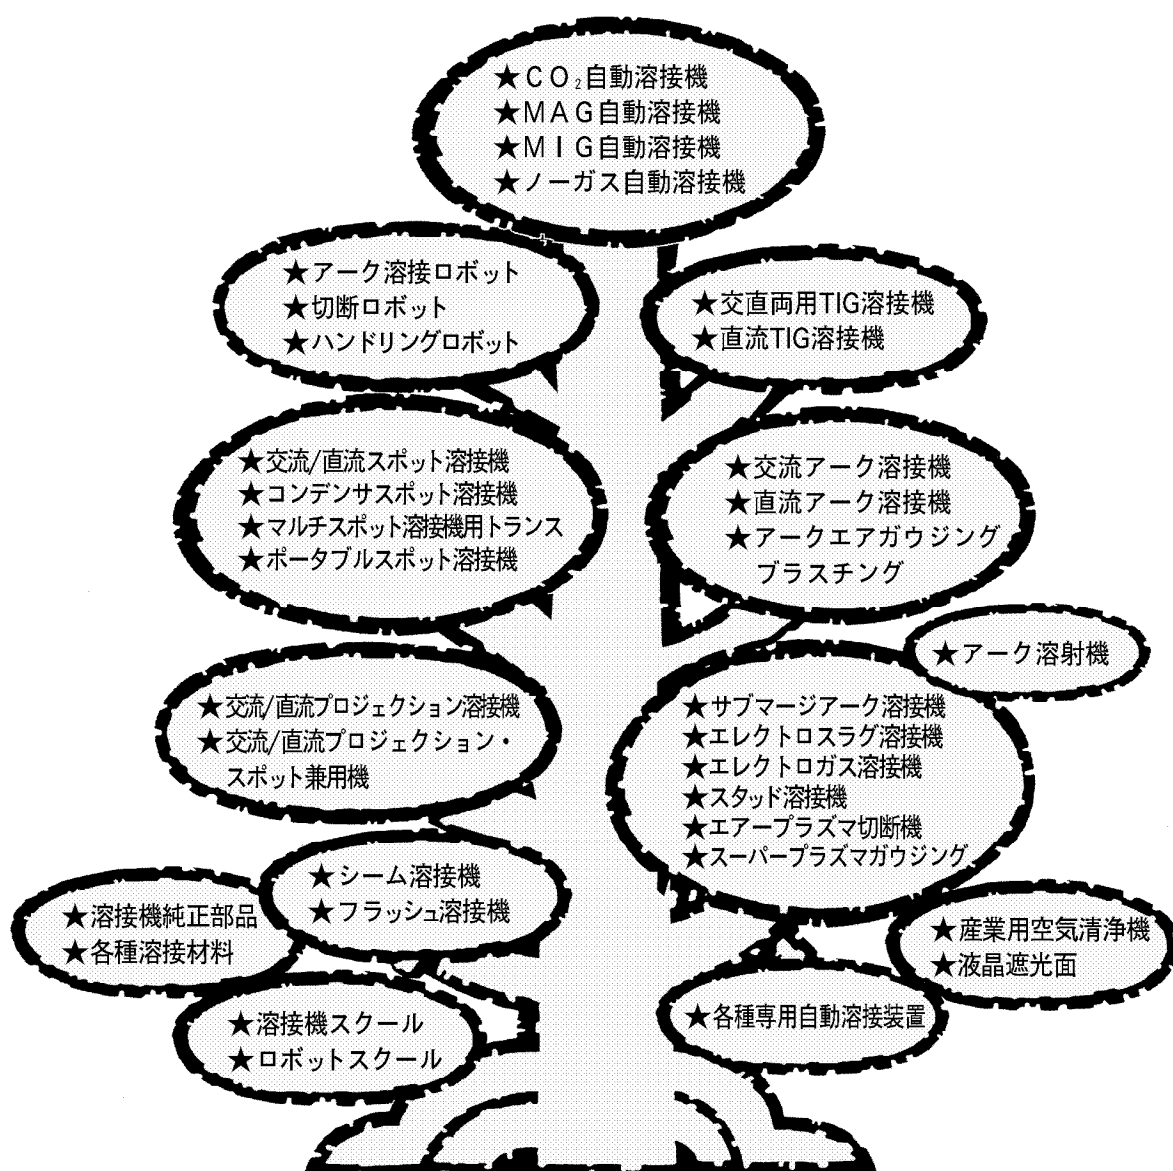 ★CO₂自動溶接機
★MAG自動溶接機
★MIG自動溶接機
★ノーガス自動溶接機
★アーク溶接ロボット
★切断ロボット
★ハンドリングロボット
★交直両用TIG溶接機
★直流TIG溶接機
★交流/直流スポット溶接機
★コンデンサスポット溶接機
★マルチスポット溶接機用トランス
★ポータブルスポット溶接機
★交流アーク溶接機
★直流アーク溶接機
★アークエアガウジング
ブラスチング
★アーク溶射機
★交流/直流プロジェクション溶接機
★交流/直流プロジェクション・
スポット兼用機
★サブマージアーク溶接機
★エレクトロスラグ溶接機
★エレクトロガス溶接機
★スタッド溶接機
★エアープラズマ切断機
★スーパープラズマガウジング
★シーム溶接機
★フラッシュ溶接機
★溶接機純正部品
★各種溶接材料
★産業用空気清浄機
★液晶遮光面
★溶接機スクール
★ロボットスクール
★各種専用自動溶接装置